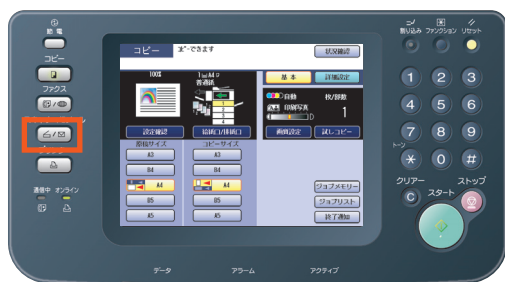 節電
コピー
ファクス
通信中 オンライン
コピー
コピーできます
状況確認
100%
普通紙
設定確認
給紙口/排紙口
原稿サイズ
コピーサイズ
A3
A3
B4
B4
A4
A4
B5
B5
A5
A5
基本
詳細設定
自動
枚/部数
印刷写真
1
画質設定
試しコピー
ジョブメモリー
ジョブリスト
終了通知
データ
アラーム
アクティブ
割り込み ファンクション リセット
1 2 3
4 5 6
7 8 9
トーン
* 0 #
クリアー
C
スタート
ストップ